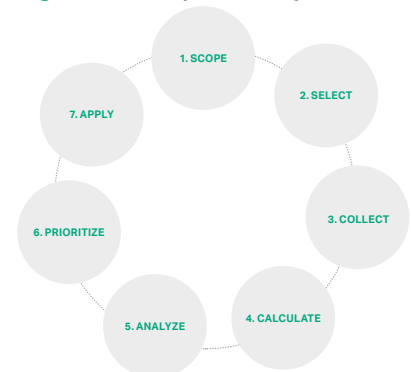 1. SCOPE
2. SELECT
3. COLLECT
4. CALCULATE
5. ANALYZE
6. PRIORITIZE
7. APPLY